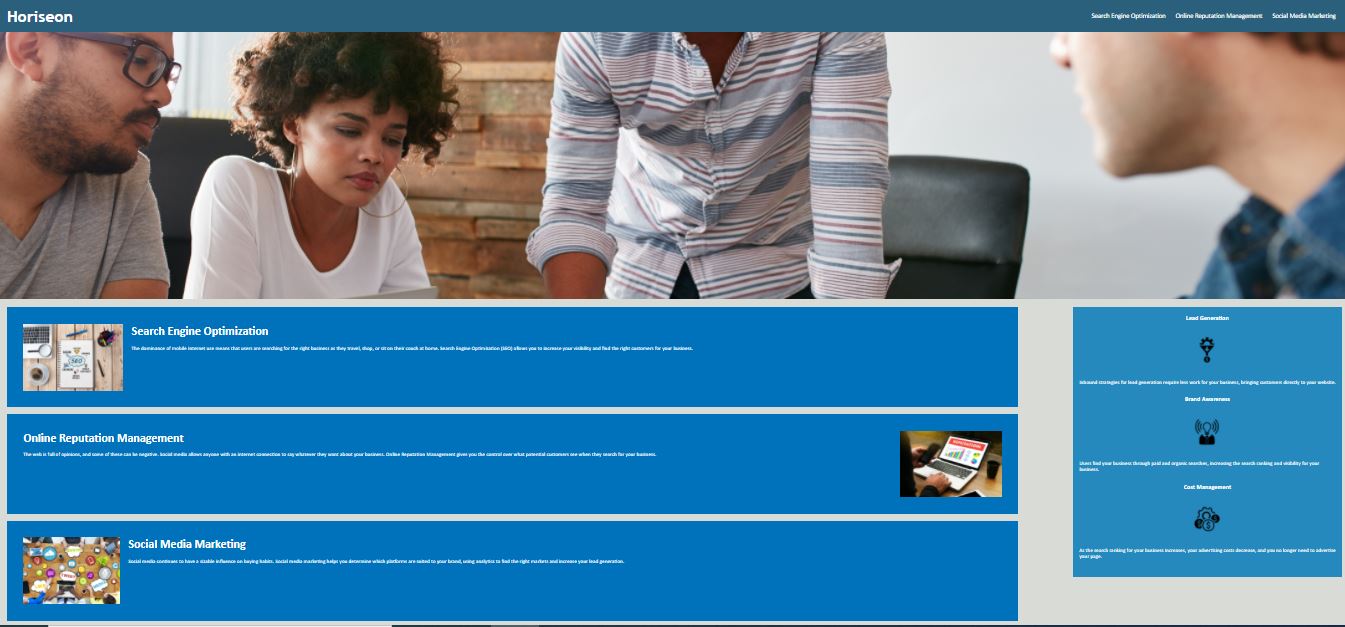 Horiseon
Search Engine Optimization Online Reputation Management Social Media Marketing
Search Engine Optimization
The dominance of mobile internet use means that users are searching for the right business as they travel, shop, or sit on their couch at home. Search Engine Optimization (SEO) allows you to increase your visibility and find the right customers for your business.
Online Reputation Management
The web is full of opinions, and some of these can be negative. Social media allows anyone with an internet connection to say whatever they want about your business. Online Reputation Management gives you the control over what potential customers see when they search for your business.
Social Media Marketing
Social media continues to have a sizable influence on buying habits. Social media marketing helps you determine which platforms are suited to your brand, using analytics to find the right markets and increase your lead generation.
Lead Generation
Inbound strategies for lead generation require less work for your business, bringing customers directly to your website.
Brand Awareness
Users find your business through paid and organic searches, increasing the search ranking and visibility for your
business.
Cost Management
As the search ranking for your business increases, your advertising costs decrease, and you no longer need to advertise
your page.
SEO